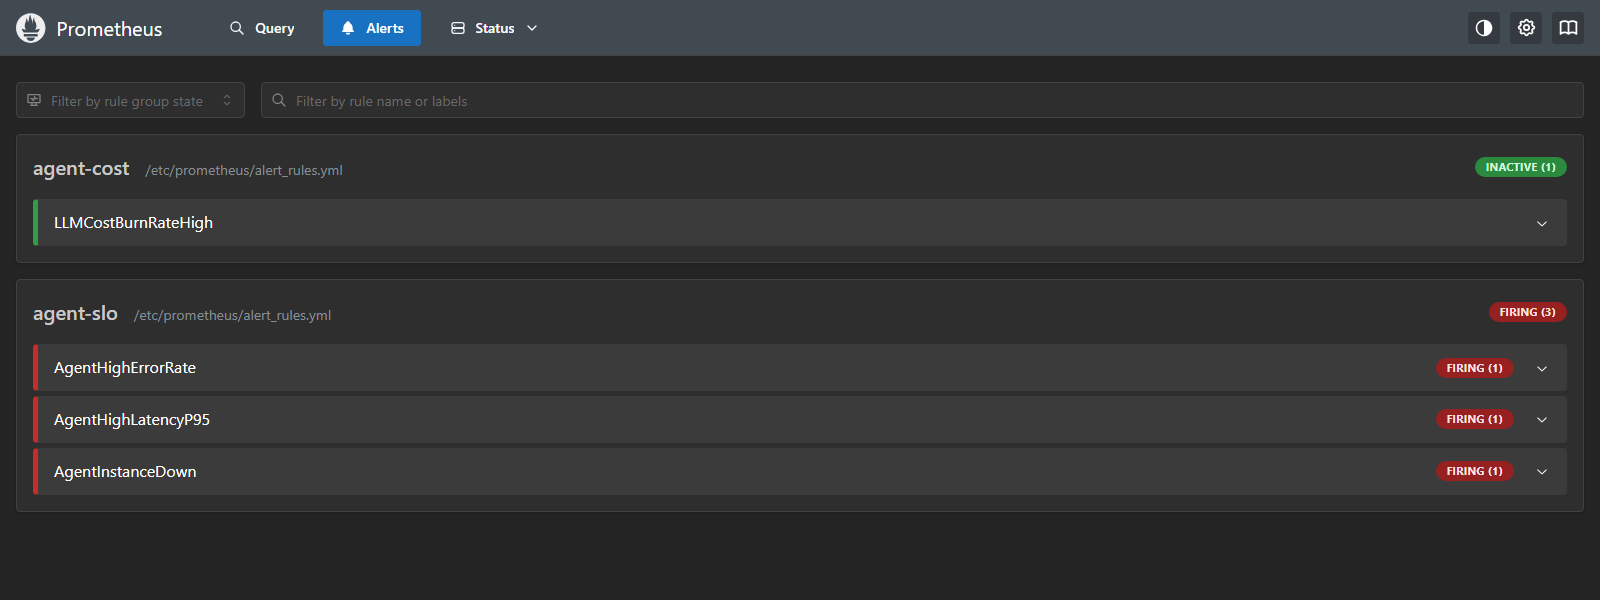 Prometheus Query Alerts Status
Filter by rule group state Filter by rule name or labels
agent-cost /etc/prometheus/alert_rules.yml INACTIVE (1)
LLMCostBurnRateHigh
agent-slo /etc/prometheus/alert_rules.yml FIRING (3)
AgentHighErrorRate FIRING (1)
AgentHighLatencyP95 FIRING (1)
AgentInstanceDown FIRING (1)